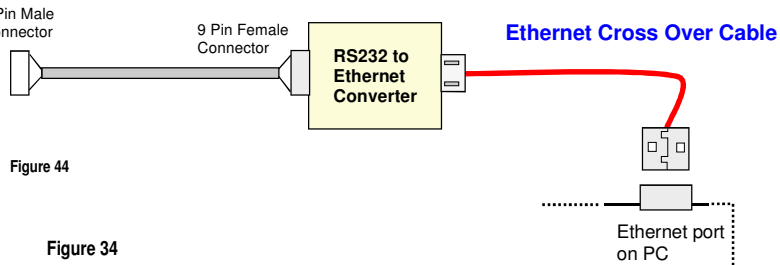 Pin Male
9 Pin Female
Connector
Ethernet Cross Over Cable
RS232 to
Ethernet
Converter
Figure 44
Ethernet port
on PC
Figure 34